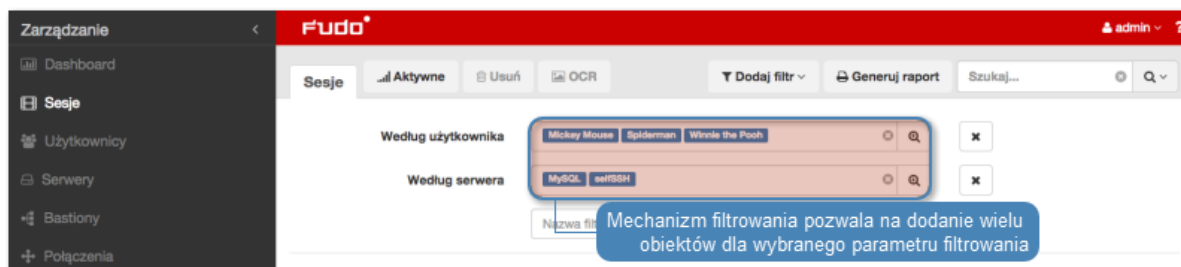 Zarządzanie
Fudo
admin
?
Dashboard
Sesje
Aktywne
Usuń
OCR
Dodaj filtr
Generuj raport
Szukaj...
Sesje
Użytkownicy
Według użytkownika
Mickey Mouse
Spiderman
Winnie the Pooh
Serwery
Według serwera
MySQL
selfSSH
Bastiony
Nazwa
Mechanizm filtrowania pozwala na dodanie wielu
obiektów dla wybranego parametru filtrowania
Połączenia